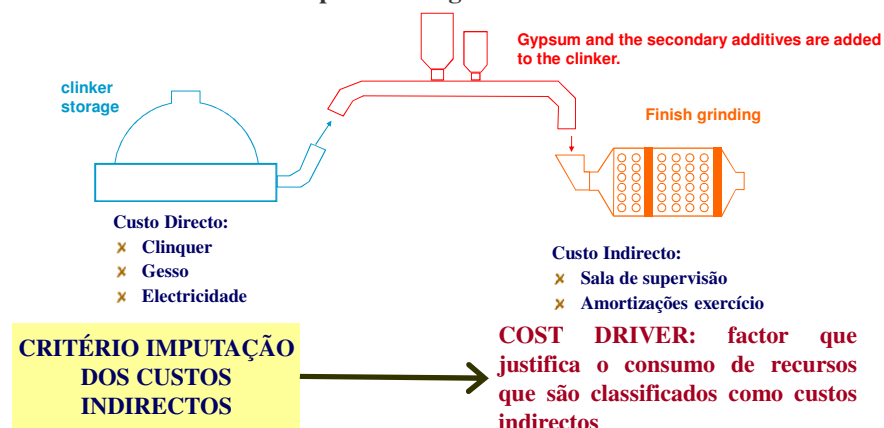 Gypsum and the secondary additives are added
to the clinker.
clinker
storage
Finish grinding
Custo Directo:
✘ Clinquer
✘ Gesso
✘ Electricidade
Custo Indirecto:
✘ Sala de supervisão
✘ Amortizações exercício
CRITÉRIO IMPUTAÇÃO
DOS CUSTOS
INDIRECTOS
COST DRIVER: factor que
justifica o consumo de recursos
que são classificados como custos
indirectos